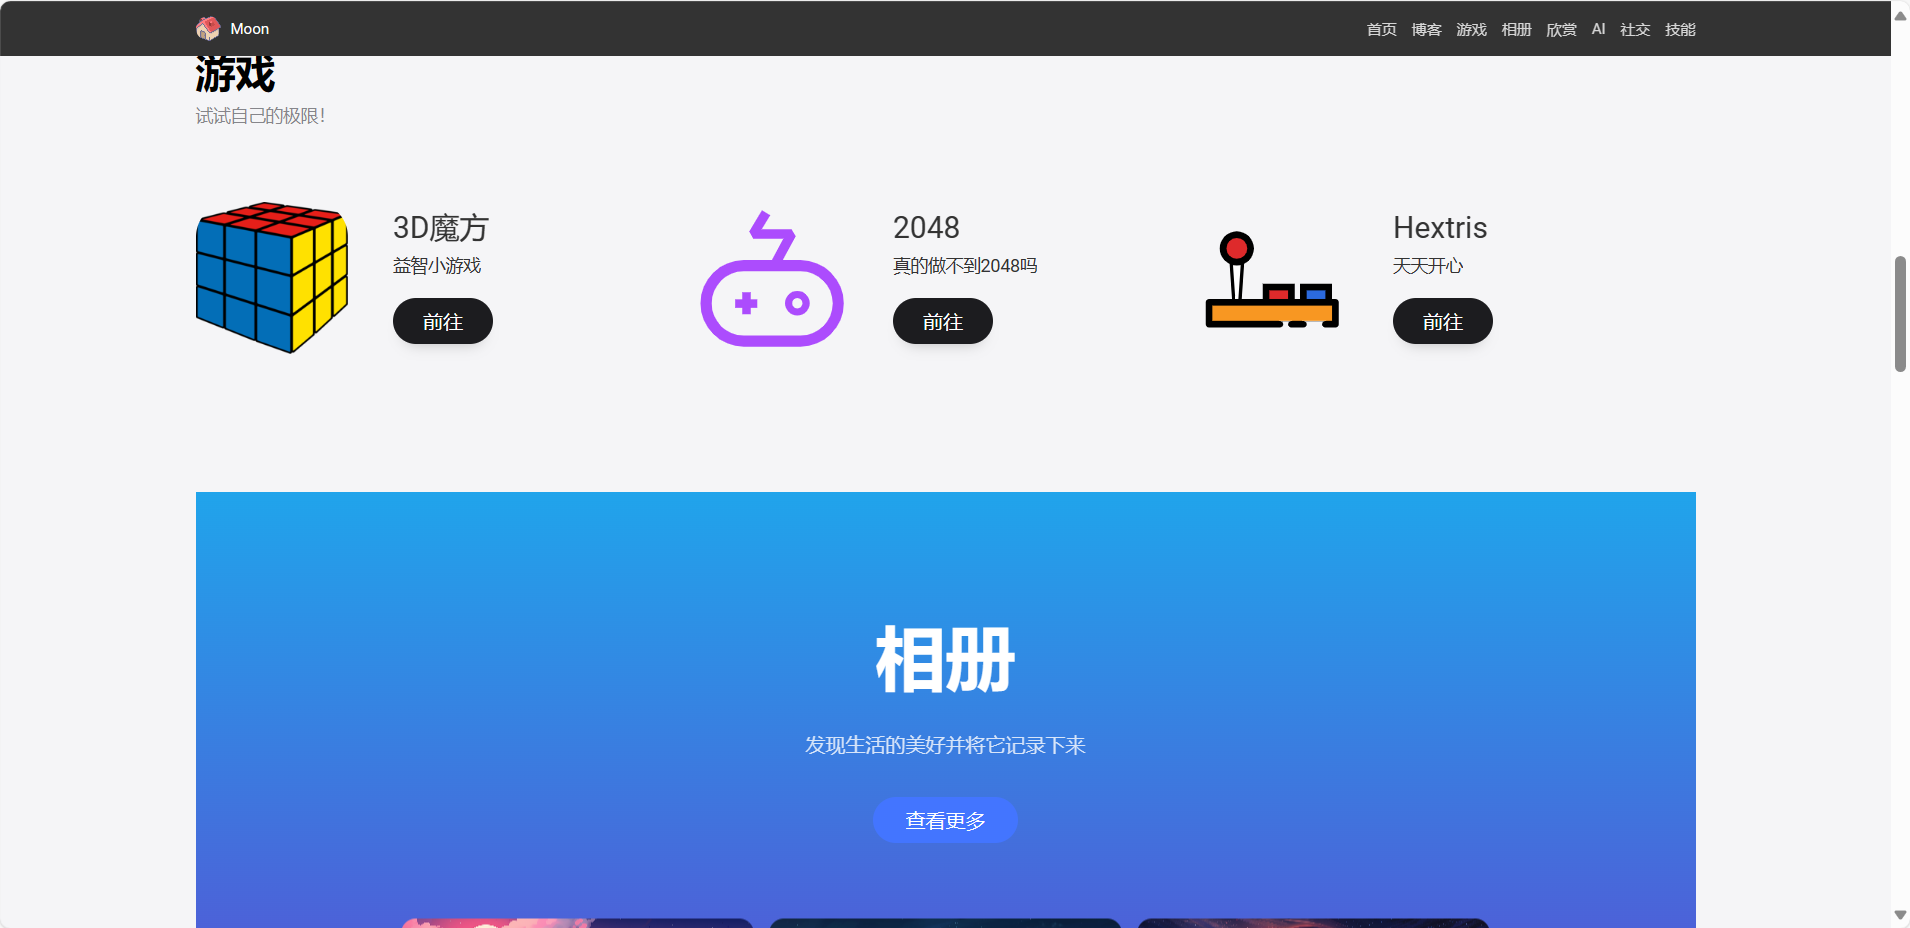 Moon
首页 博客 游戏 相册 欣赏 AI 社交 技能
游戏
试试自己的极限!
3D魔方
益智小游戏
前往
2048
真的做不到2048吗
前往
Hextris
天天开心
前往
相册
发现生活的美好并将它记录下来
查看更多